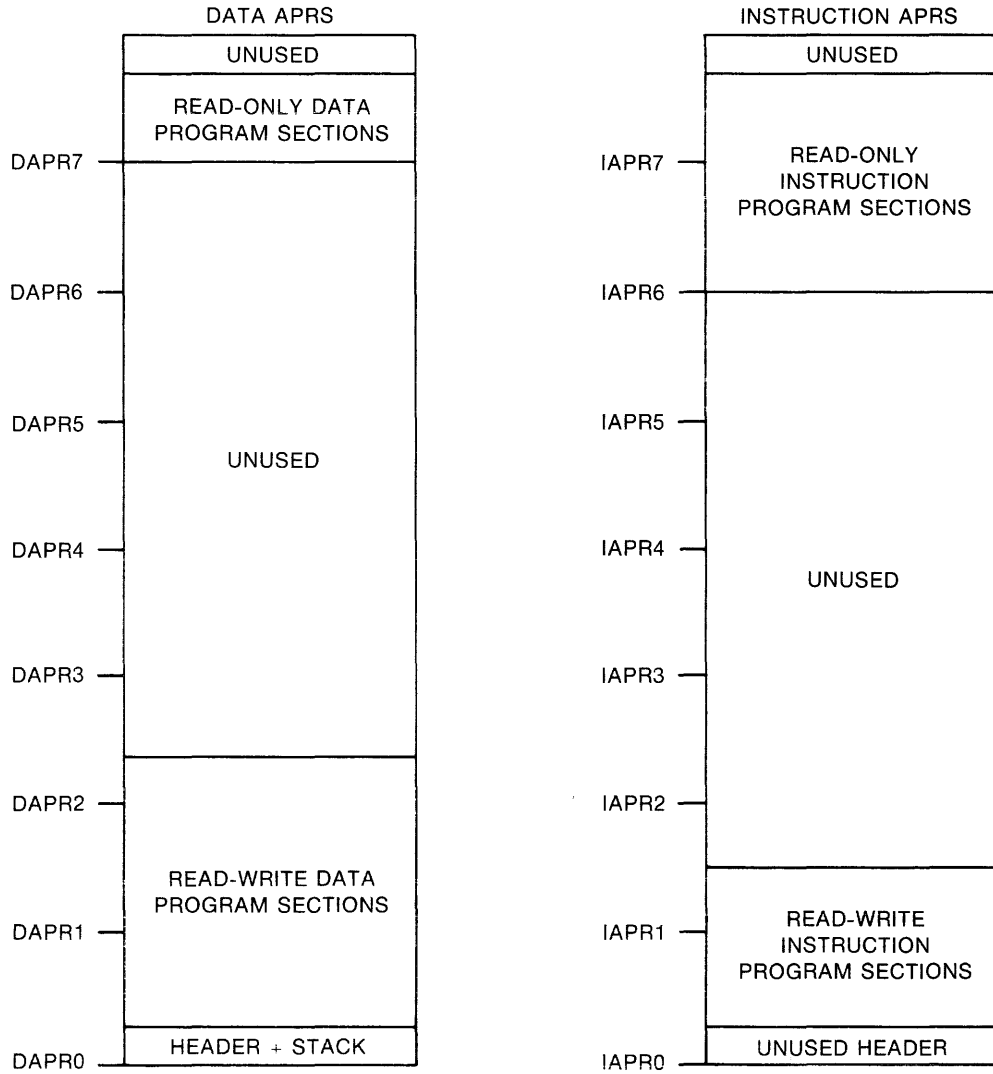 DATA APRS
UNUSED
READ-ONLY DATA
PROGRAM SECTIONS
DAPR7
DAPR6
DAPR5
UNUSED
DAPR4
DAPR3
DAPR2
READ-WRITE DATA
PROGRAM SECTIONS
DAPR1
HEADER + STACK
DAPR0
INSTRUCTION APRS
UNUSED
IAPR7
READ-ONLY
INSTRUCTION
PROGRAM SECTIONS
IAPR6
IAPR5
IAPR4
UNUSED
IAPR3
IAPR2
READ-WRITE
IAPR1
INSTRUCTION
PROGRAM SECTIONS
UNUSED HEADER
IAPR0